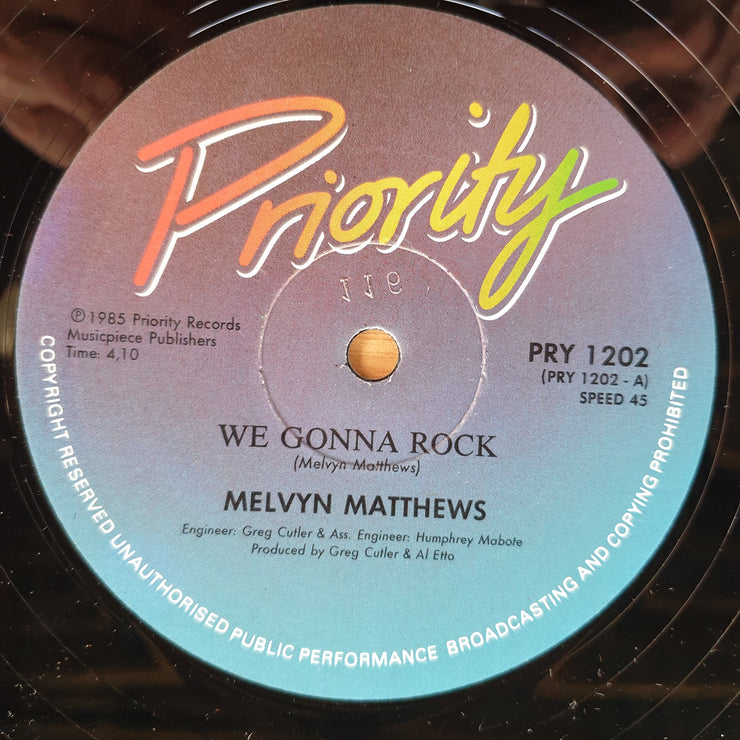 Priority
116
℗1985 Priority Records
Musicpiece Publishers
Time: 4,10
PRY 1202
(PRY 1202 - A)
SPEED 45
WE GONNA ROCK
(Melvyn Matthews)
MELVYN MATTHEWS
Engineer: Greg Cutler & Ass. Engineer: Humphrey Mabote
Produced by Greg Cutler & Al Etto
COPYRIGHT RESERVED UNAUTHORISED PUBLIC PERFORMANCE BROADCASTING AND COPYING PROHIBITED